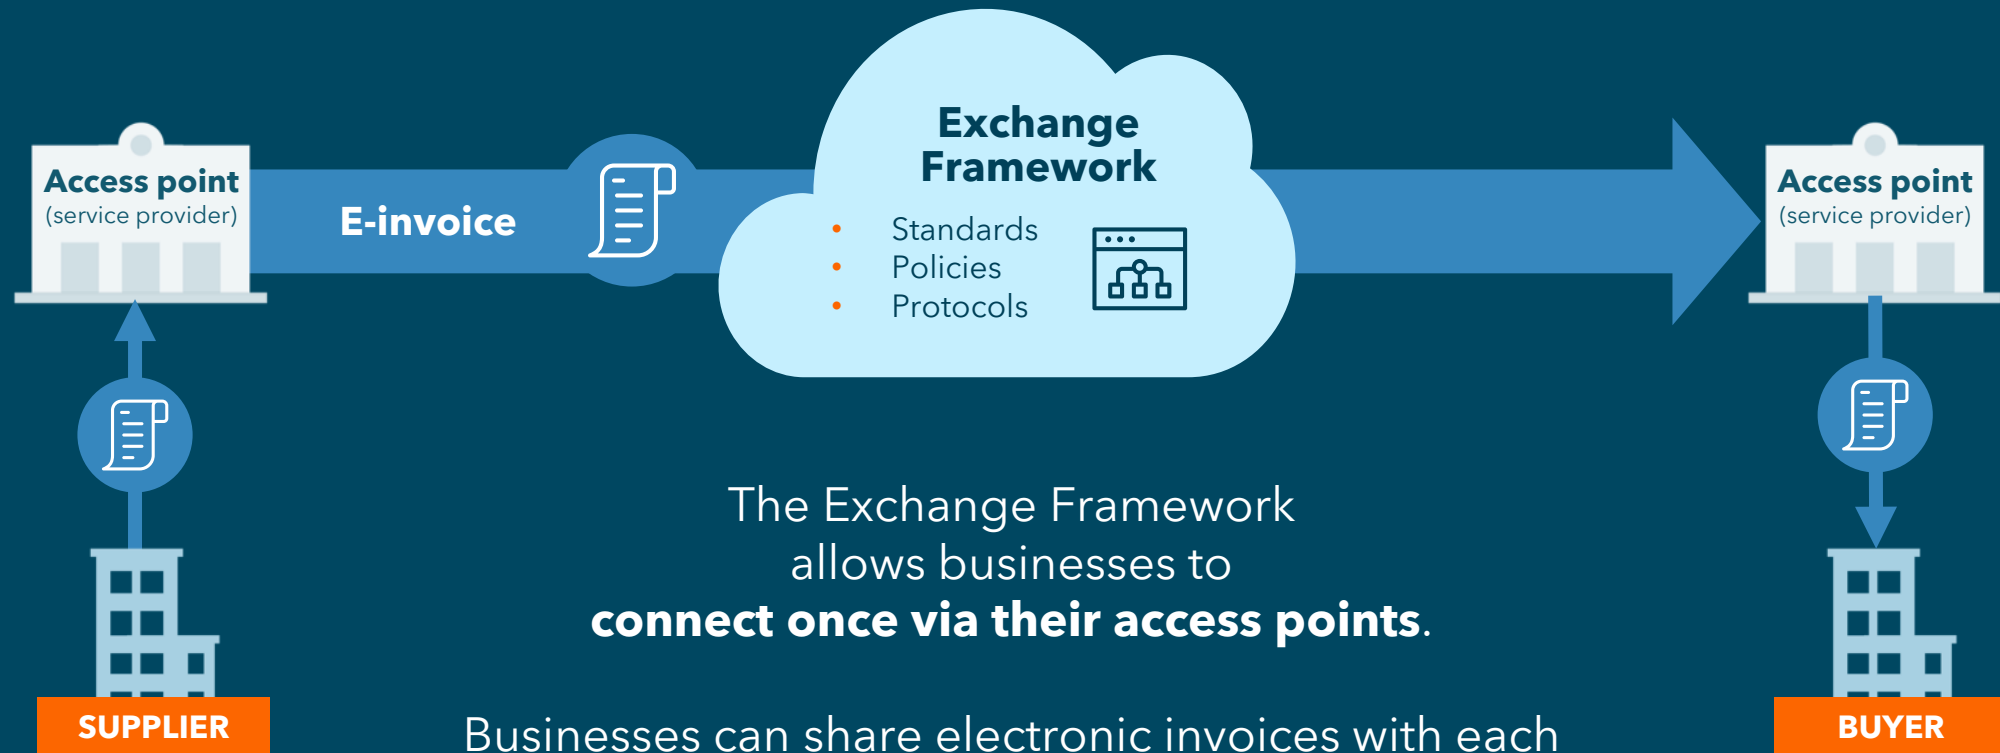 Exchange
Framework
Access point
(service provider)
E-invoice
• Standards
• Policies
• Protocols
Access point
(service provider)
The Exchange Framework
allows businesses to
connect once via their access points.
SUPPLIER
Businesses can share electronic invoices with each
BUYER